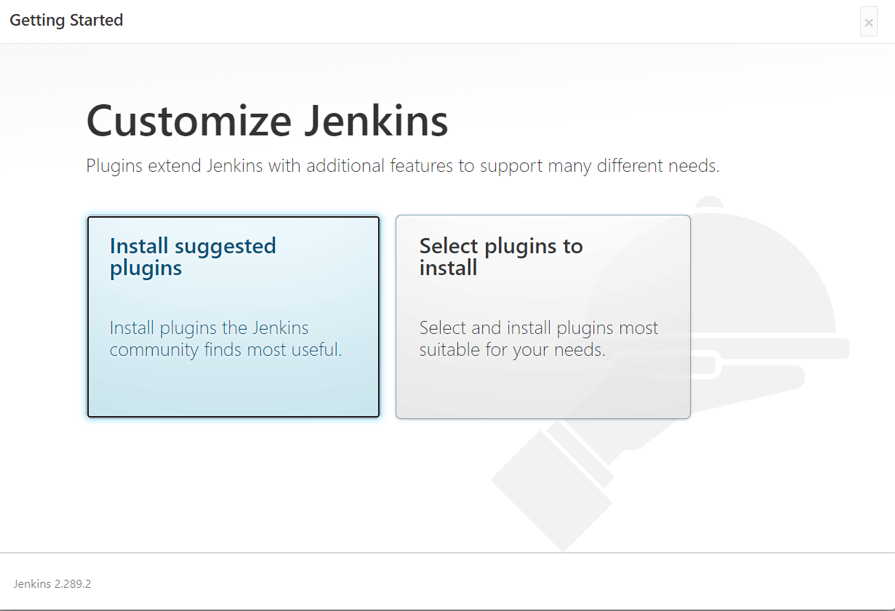 Getting Started
×
Customize Jenkins
Plugins extend Jenkins with additional features to support many different needs.
Install suggested
plugins
Install plugins the Jenkins
community finds most useful.
Select plugins to
install
Select and install plugins most
suitable for your needs.
Jenkins 2.289.2